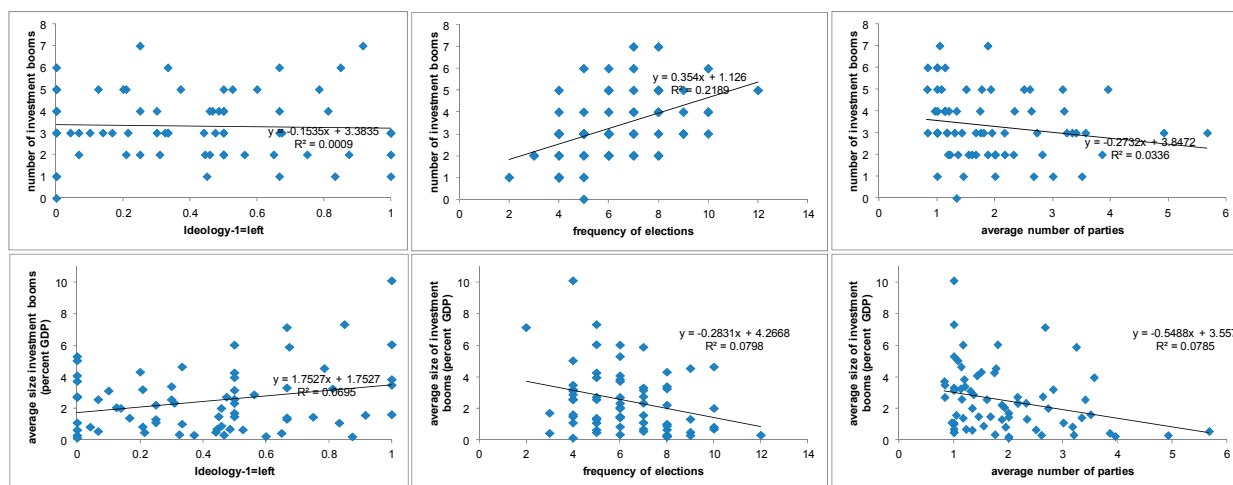 number of investment booms
8
7
6
5
4
3
2
1
0
y = -0.1535x + 3.3835
R² = 0.0009
0 0.2 0.4 0.6 0.8 1
Ideology-1=left
number of investment booms
8
7
6
5
4
3
2
1
0
y = 0.354x + 1.126
R² = 0.2189
0 2 4 6 8 10 12 14
frequency of elections
number of investment booms
8
7
6
5
4
3
2
1
0
y = -0.2732x + 3.8472
R² = 0.0336
0 1 2 3 4 5 6
average number of parties
average size investment booms
(percent GDP)
10
8
6
4
2
0
y = 1.7527x + 1.7527
R² = 0.0695
0 0.2 0.4 0.6 0.8 1
Ideology-1=left
average size of investment
booms (percent GDP)
10
8
6
4
2
0
y = -0.2831x + 4.2668
R² = 0.0798
0 2 4 6 8 10 12 14
frequency of elections
average size of investment
booms (percent GDP)
10
8
6
4
2
0
y = -0.5488x + 3.557
R² = 0.0785
0 1 2 3 4 5 6
average number of parties